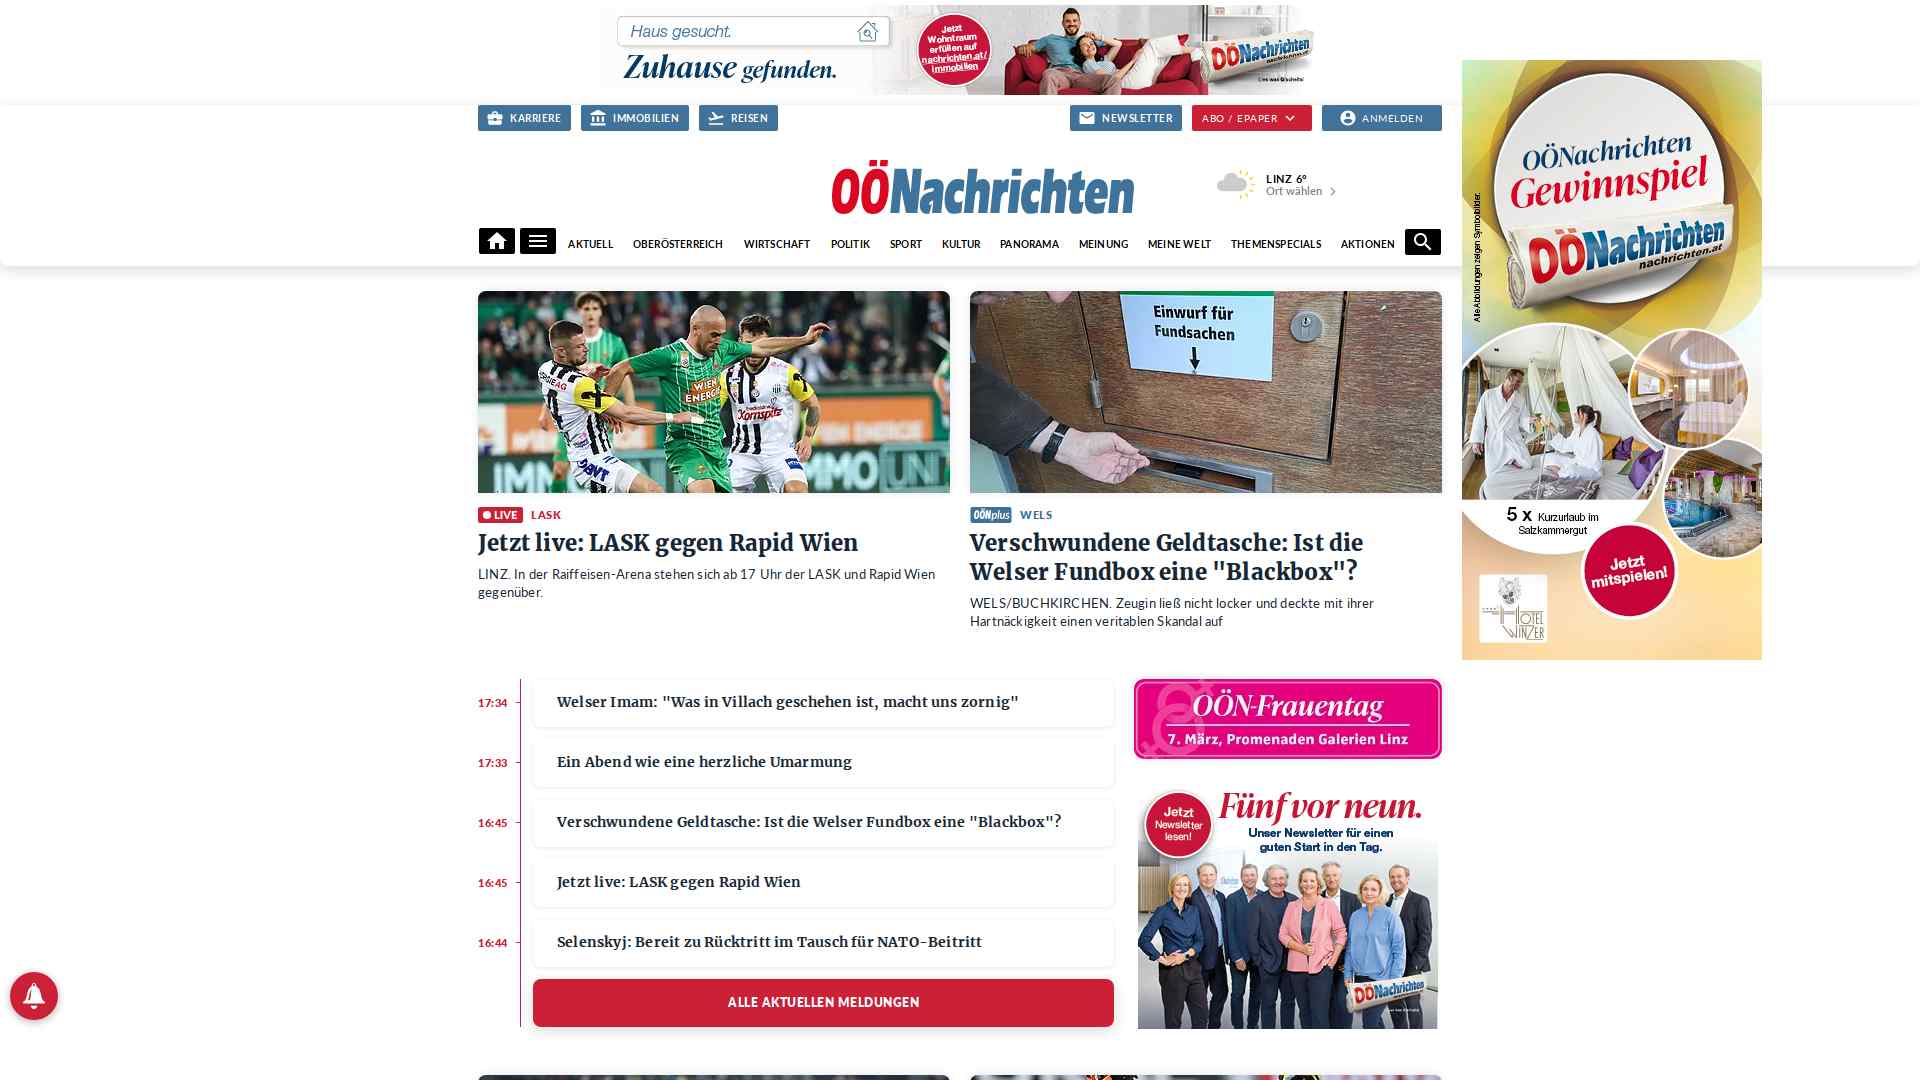 Haus gesucht.
Zuhause gefunden.
Jetzt
Wohntraum
erfüllen auf
nachrichten.at/
immobilien
OÖNachrichten
nachrichten.at
KARRIERE
IMMOBILIEN
REISEN
NEWSLETTER
ABO / EPAPER
ANMELDEN
OÖNachrichten
LINZ 6°
Ort wählen
AKTUELL
OBERÖSTERREICH
WIRTSCHAFT
POLITIK
SPORT
KULTUR
PANORAMA
MEINUNG
MEINE WELT
THEMENSPECIALS
AKTIONEN
OÖNachrichten
Gewinnspiel
OÖNachrichten
nachrichten.at
Alle Abbildungen zeigen Symbolbilder.
5 x Kurzurlaub im
Salzkammergut
Jetzt
mitspielen!
HOTEL
WINZER
WIEN
ENERGIE
Kornspitz
IMMO
UNI
Einwurf für
Fundsachen
LIVE LASK
Jetzt live: LASK gegen Rapid Wien
LINZ. In der Raiffeisen-Arena stehen sich ab 17 Uhr der LASK und Rapid Wien
gegenüber.
OÖNplus WELS
Verschwundene Geldtasche: Ist die
Welser Fundbox eine "Blackbox"?
WELS/BUCHKIRCHEN. Zeugin ließ nicht locker und deckte mit ihrer
Hartnäckigkeit einen veritablen Skandal auf
17:34 Welser Imam: "Was in Villach geschehen ist, macht uns zornig"
17:33 Ein Abend wie eine herzliche Umarmung
16:45 Verschwundene Geldtasche: Ist die Welser Fundbox eine "Blackbox"?
16:45 Jetzt live: LASK gegen Rapid Wien
16:44 Selenskyj: Bereit zu Rücktritt im Tausch für NATO-Beitritt
ALLE AKTUELLEN MELDUNGEN
OÖN-Frauentag
7. März, Promenaden Galerien Linz
Jetzt
Newsletter
lesen!
Fünf vor neun.
Unser Newsletter für einen
guten Start in den Tag.
OÖNachrichten